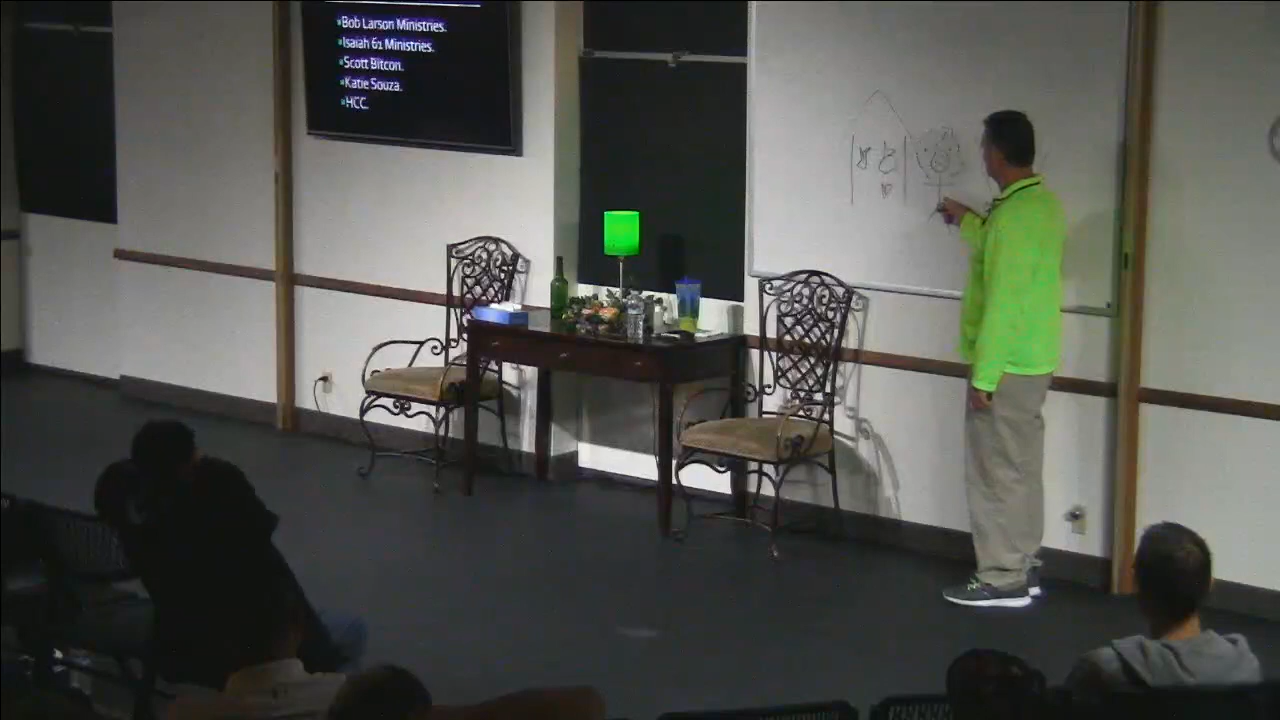 Bob Larson Ministries.
Isaiah 61 Ministries.
Scott Bitcon.
Katie Souza.
HCC.